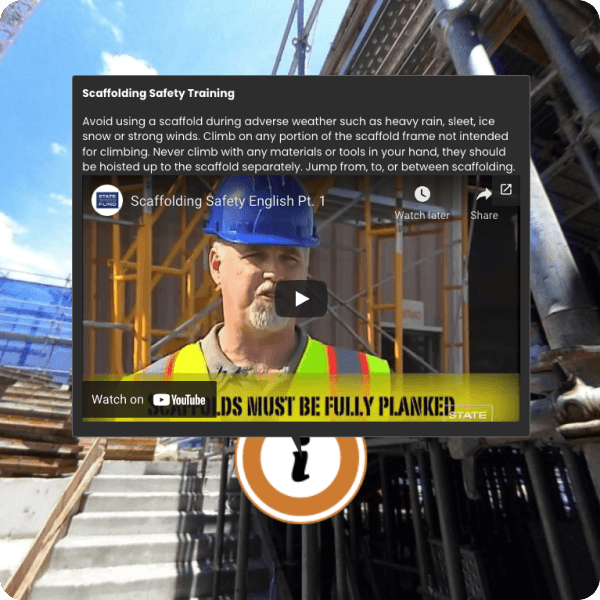 Scaffolding Safety Training
Avoid using a scaffold during adverse weather such as heavy rain, sleet, ice
snow or strong winds. Climb on any portion of the scaffold frame not intended
for climbing. Never climb with any materials or tools in your hand, they should
be hoisted up to the scaffold separately. Jump from, to, or between scaffolding.
STATE
FUND
Scaffolding Safety English Pt. 1
Watch later
Share
Watch on YouTube
SCAFFOLDS MUST BE FULLY PLANKED
STATE
i